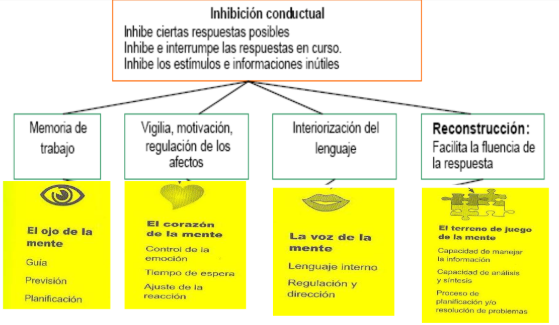 Inhibición conductual
Inhibe ciertas respuestas posibles
Inhibe e interrumpe las respuestas en curso.
Inhibe los estímulos e informaciones inútiles
Memoria de
trabajo
Vigilia, motivación,
regulación de los
afectos
Interiorización del
lenguaje
Reconstrucción:
Facilita la fluencia de
la respuesta
El ojo de la
mente
Guía
Previsión
Planificación
El corazón
de la mente
Control de la
emoción
Tiempo de espera
Ajuste de la
reacción
La voz de la
mente
Lenguaje interno
Regulación y
dirección
El terreno de juego
de la mente
Capacidad de manejar
la información
Capacidad de análisis
y síntesis
Proceso de
planificación y/o
resolución de problemas